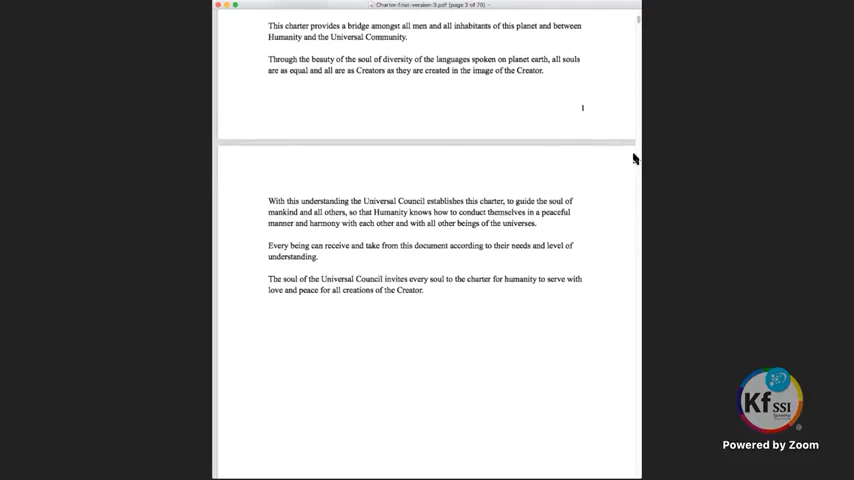 Charter-final-version-3.pdf (page 2 of 70)
This charter provides a bridge amongst all men and all inhabitants of this planet and between
Humanity and the Universal Community.
Through the beauty of the soul of diversity of the languages spoken on planet earth, all souls
are as equal and all are as Creators as they are created in the image of the Creator.
1
With this understanding the Universal Council establishes this charter, to guide the soul of
mankind and all others, so that Humanity knows how to conduct themselves in a peaceful
manner and harmony with each other and with all other beings of the universes.
Every being can receive and take from this document according to their needs and level of
understanding.
The soul of the Universal Council invites every soul to the charter for humanity to serve with
love and peace for all creations of the Creator.
Kf SSI
Powered by Zoom